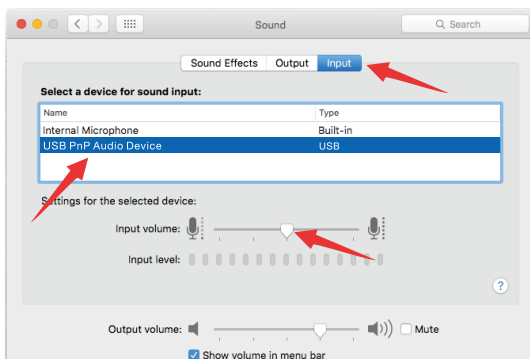 Sound
Search
Sound Effects Output Input
Select a device for sound input:
Name Type
Internal Microphone Built-in
USB PnP Audio Device USB
Settings for the selected device:
Input volume:
Input level:
?
Output volume: Mute
Show volume in menu bar